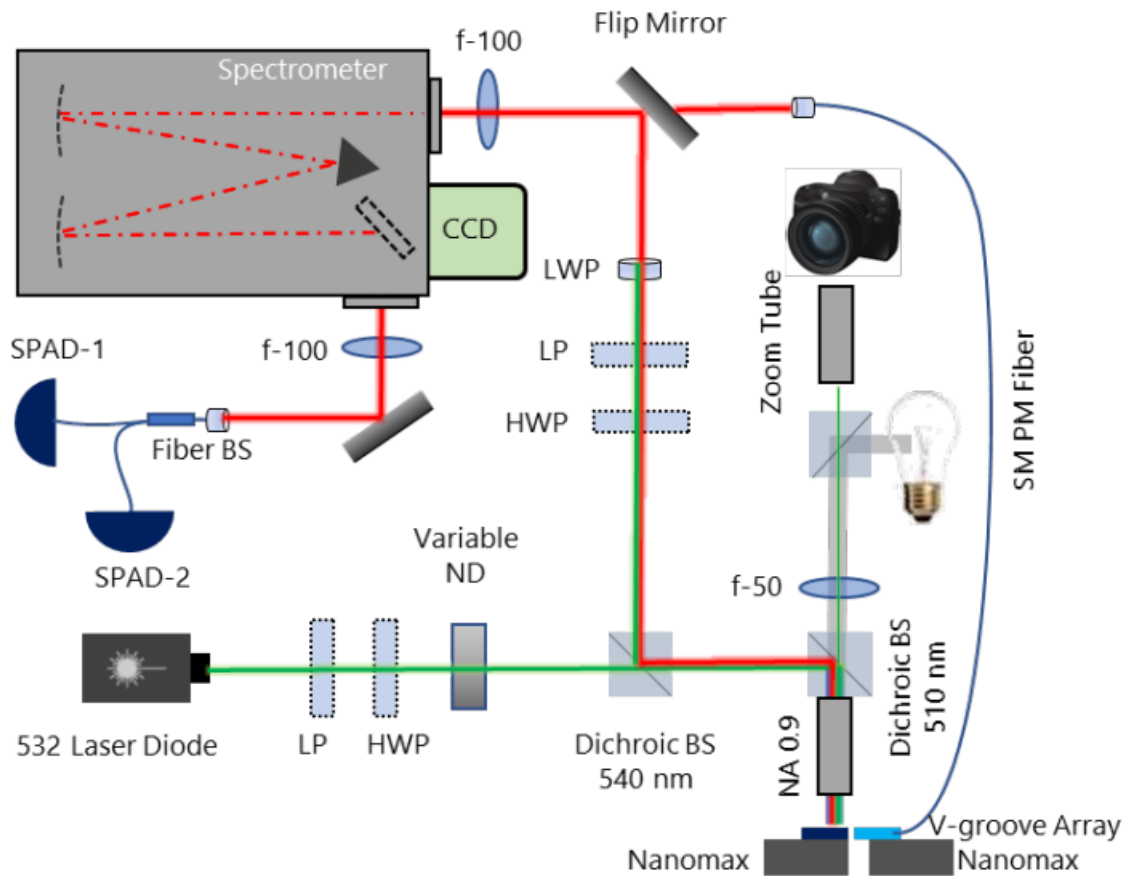 f-100
Flip Mirror
Spectrometer
CCD
LWP
LP
HWP
f-100
SPAD-1
Fiber BS
SPAD-2
Zoom Tube
SM PM Fiber
Variable
ND
f-50
532 Laser Diode
LP
HWP
Dichroic BS
540 nm
Dichroic BS
510 nm
NA 0.9
V-groove Array
Nanomax
Nanomax